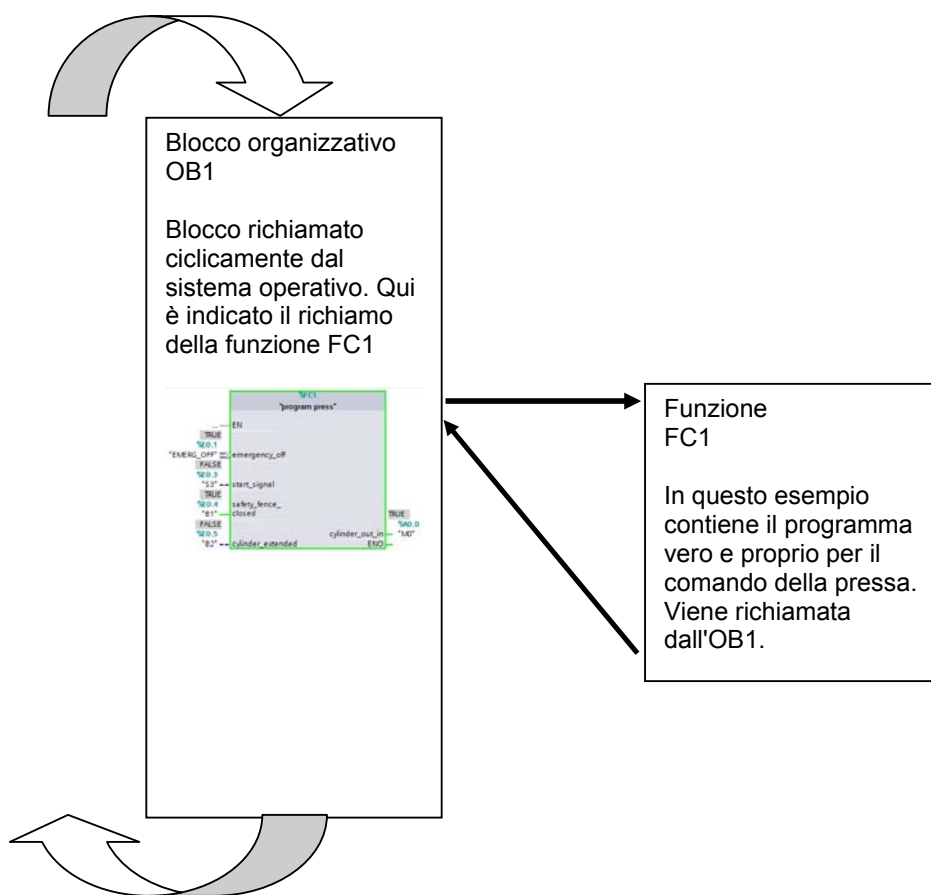 Blocco organizzativo
OB1
Blocco richiamato
ciclicamente dal
sistema operativo. Qui
è indicato il richiamo
della funzione FC1
%FC1
"program press"
... EN
TRUE
%E0.1
"EMERG_OFF" emergency_off
FALSE
%E0.3
"S3" start_signal
TRUE
%E0.4 safety_fence_
"B1" closed
FALSE
%E0.5
"B2" cylinder_extended
TRUE
%A0.0
cylinder_out_in "M0"
ENO
Funzione
FC1
In questo esempio
contiene il programma
vero e proprio per il
comando della pressa.
Viene richiamata
dall'OB1.